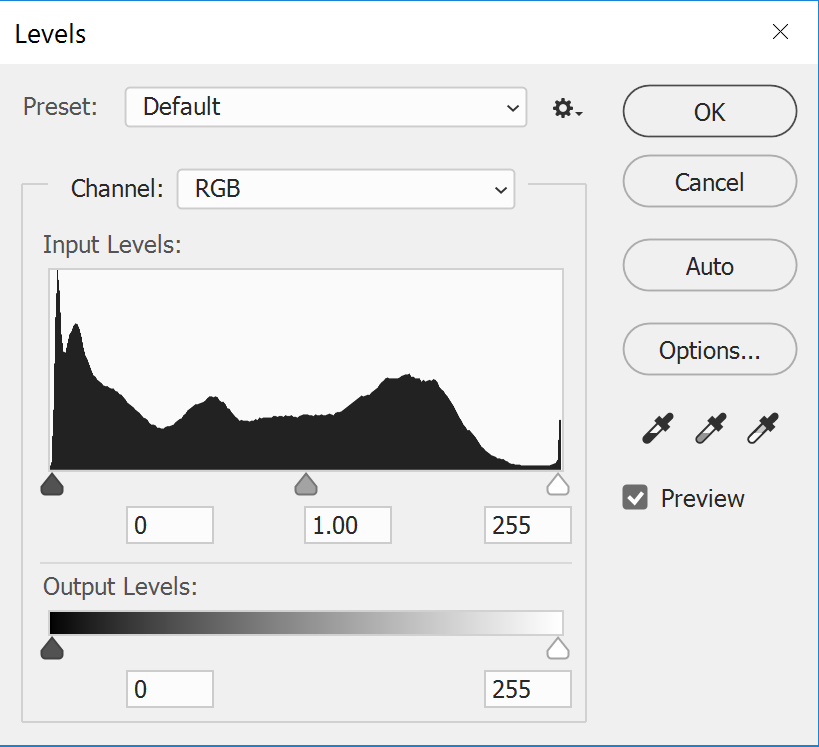 Levels
Preset: Default
OK
Channel: RGB
Cancel
Input Levels:
Auto
Options...
Preview
0 1.00 255
Output Levels:
0 255